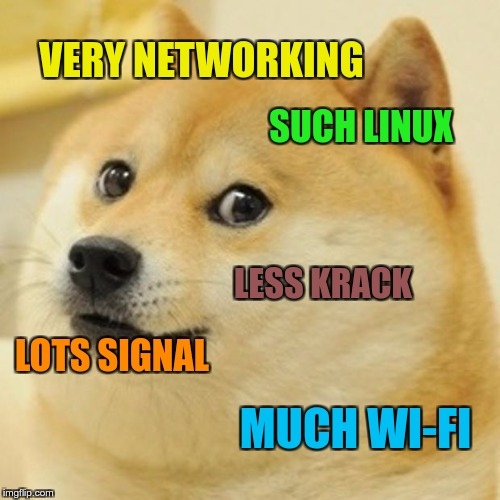 VERY NETWORKING
SUCH LINUX
LESS KRACK
LOTS SIGNAL
MUCH WI-FI
imgflip.com